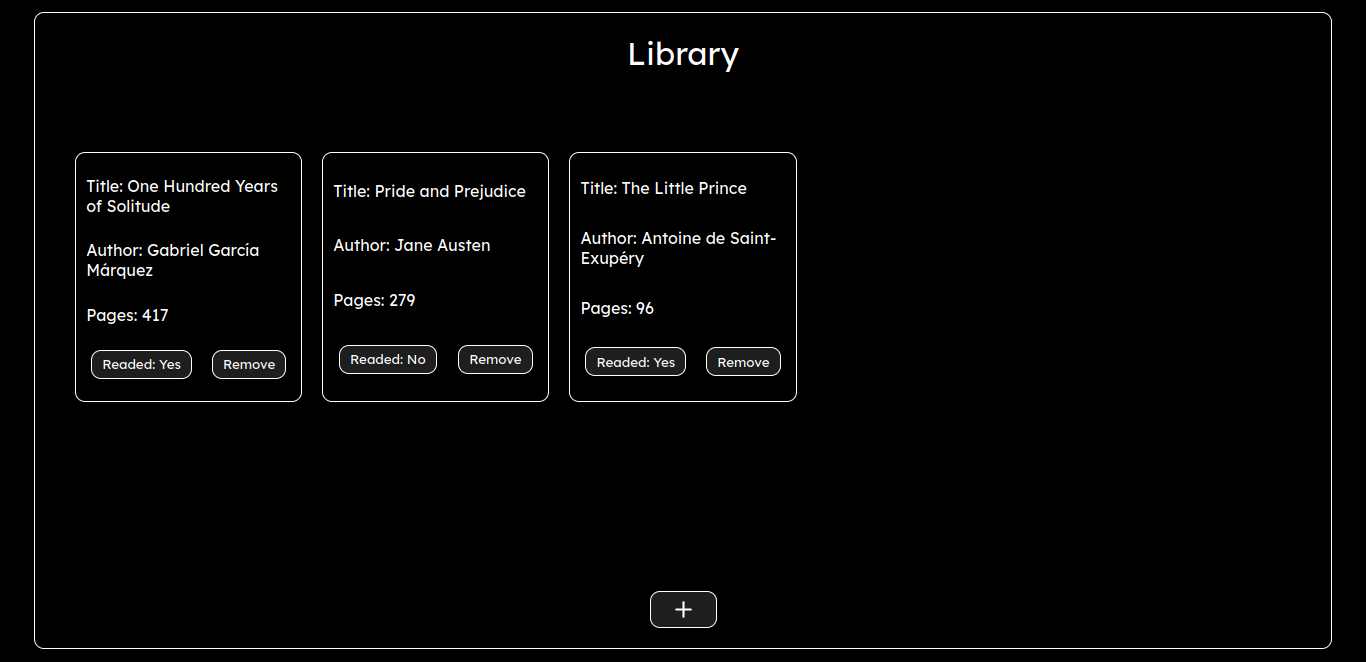 Library
Title: One Hundred Years
of Solitude
Author: Gabriel García
Márquez
Pages: 417
Readed: Yes
Remove
Title: Pride and Prejudice
Author: Jane Austen
Pages: 279
Readed: No
Remove
Title: The Little Prince
Author: Antoine de Saint-
Exupéry
Pages: 96
Readed: Yes
Remove
+